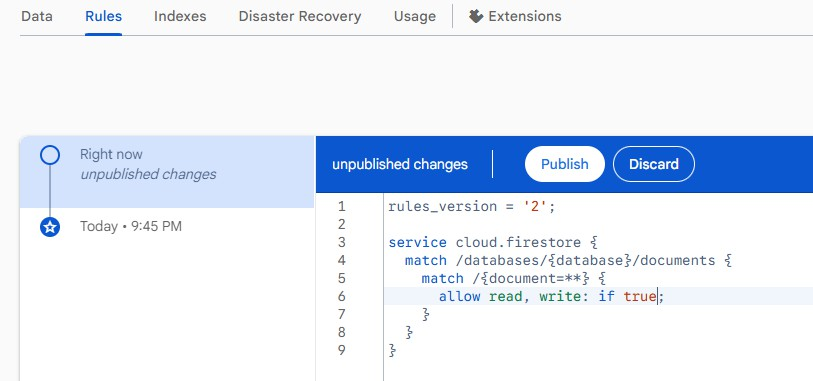 Data Rules Indexes Disaster Recovery Usage Extensions
Right now
unpublished changes
Today • 9:45 PM
unpublished changes Publish Discard
1 rules_version = '2';
2
3 service cloud.firestore {
4   match /databases/{database}/documents {
5     match /{document=**} {
6       allow read, write: if true;
7     }
8   }
9 }